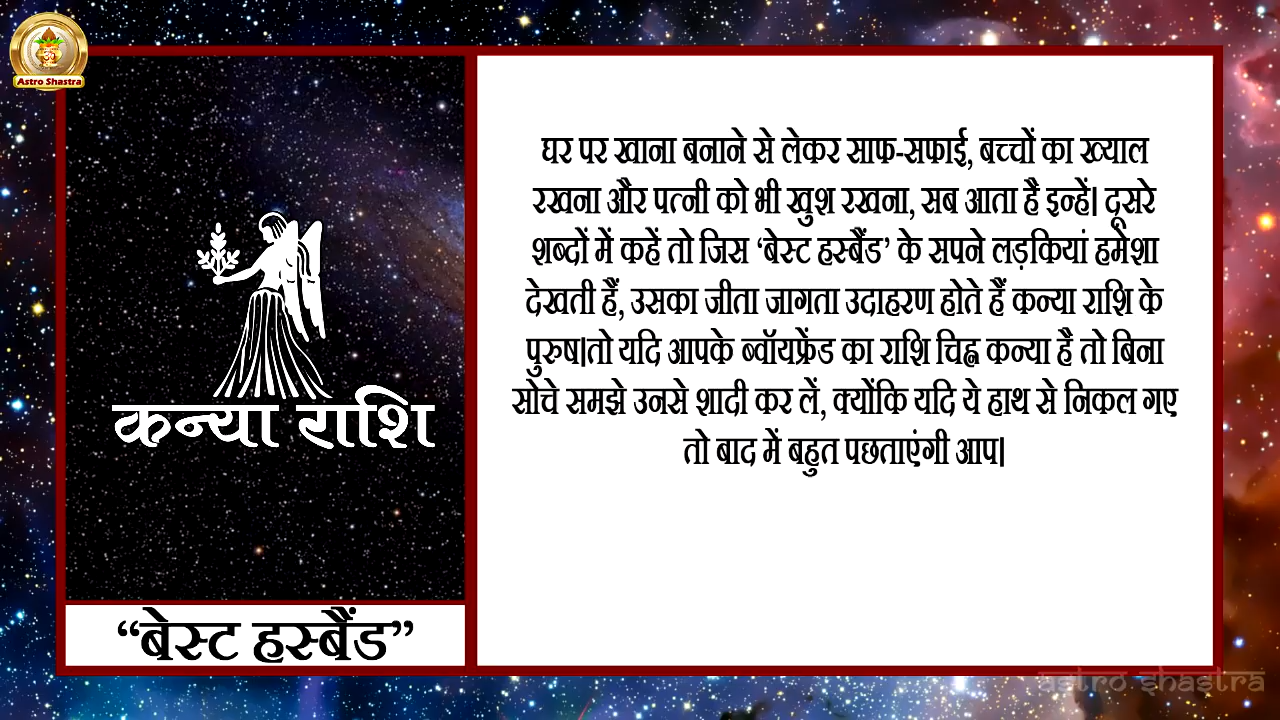 Astro Shastra
कन्या राशि
“बेस्ट हस्बैंड”
घर पर खाना बनाने से लेकर साफ-सफाई, बच्चों का ख्याल
रखना और पत्नी को भी खुश रखना, सब आता है इन्हें।  दूसरे
शब्दों में कहें तो जिस ‘बेस्ट हस्बैंड’ के सपने लड़कियां हमेशा
देखती हैं, उसका जीता जागता उदाहरण होते हैं कन्या राशि के
पुरुष।तो यदि आपके ब्वॉयफ्रेंड का राशि चिह्न कन्या है तो बिना
सोचे समझे उनसे शादी कर लें, क्योंकि यदि ये हाथ से निकल गए
तो बाद में बहुत पछताएंगी आप।
astro shastra